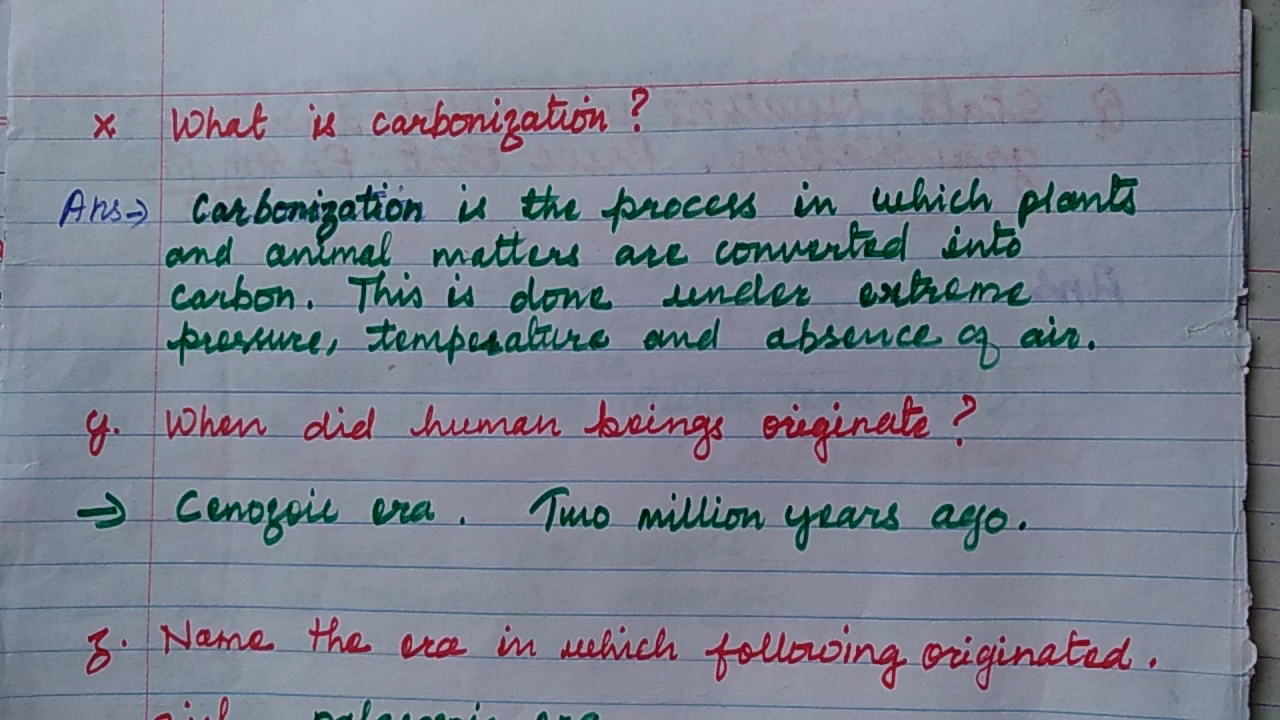 x What is carbonization?
Ans→ Carbonization is the process in which plants
and animal matters are converted into
carbon. This is done under extreme
pressure, temperature and absence of air.
y. When did human beings originate?
⇒ Cenozoic era. Two million years ago.
z. Name the era in which following originated.